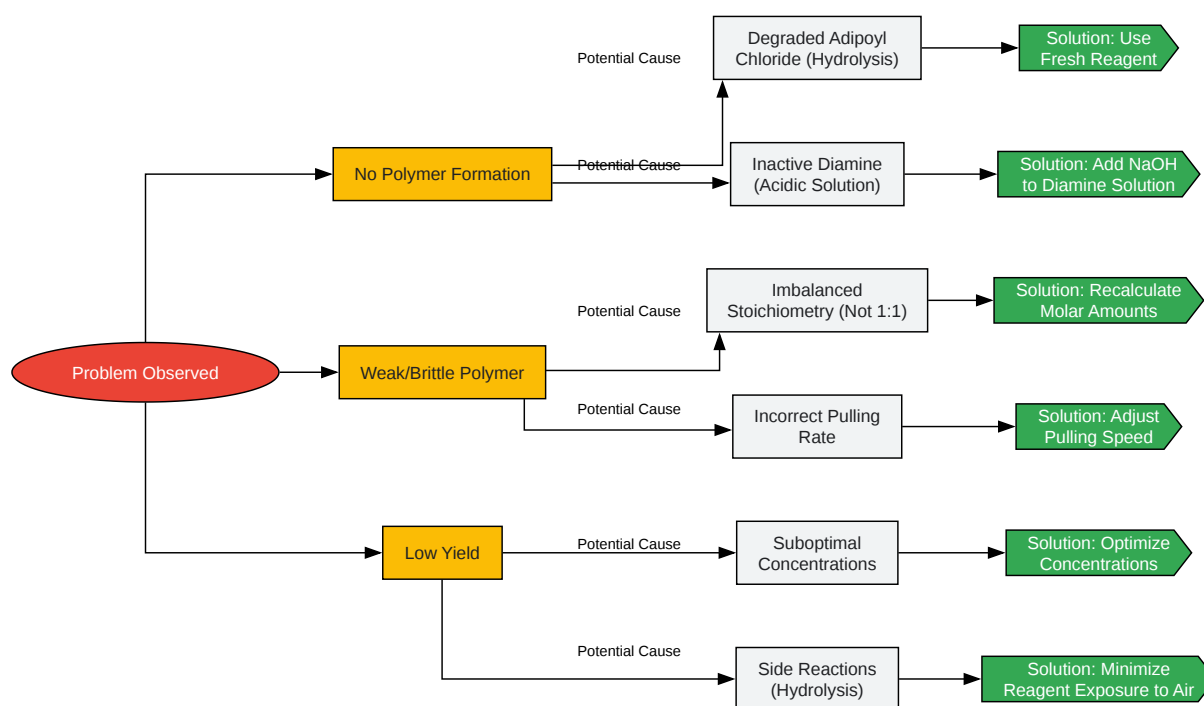 Problem Observed
No Polymer Formation
Potential Cause
Degraded Adipoyl
Chloride (Hydrolysis)
Solution: Use
Fresh Reagent
Potential Cause
Inactive Diamine
(Acidic Solution)
Solution: Add NaOH
to Diamine Solution
Weak/Brittle Polymer
Potential Cause
Imbalanced
Stoichiometry (Not 1:1)
Solution: Recalculate
Molar Amounts
Potential Cause
Incorrect Pulling
Rate
Solution: Adjust
Pulling Speed
Low Yield
Potential Cause
Suboptimal
Concentrations
Solution: Optimize
Concentrations
Potential Cause
Side Reactions
(Hydrolysis)
Solution: Minimize
Reagent Exposure to Air